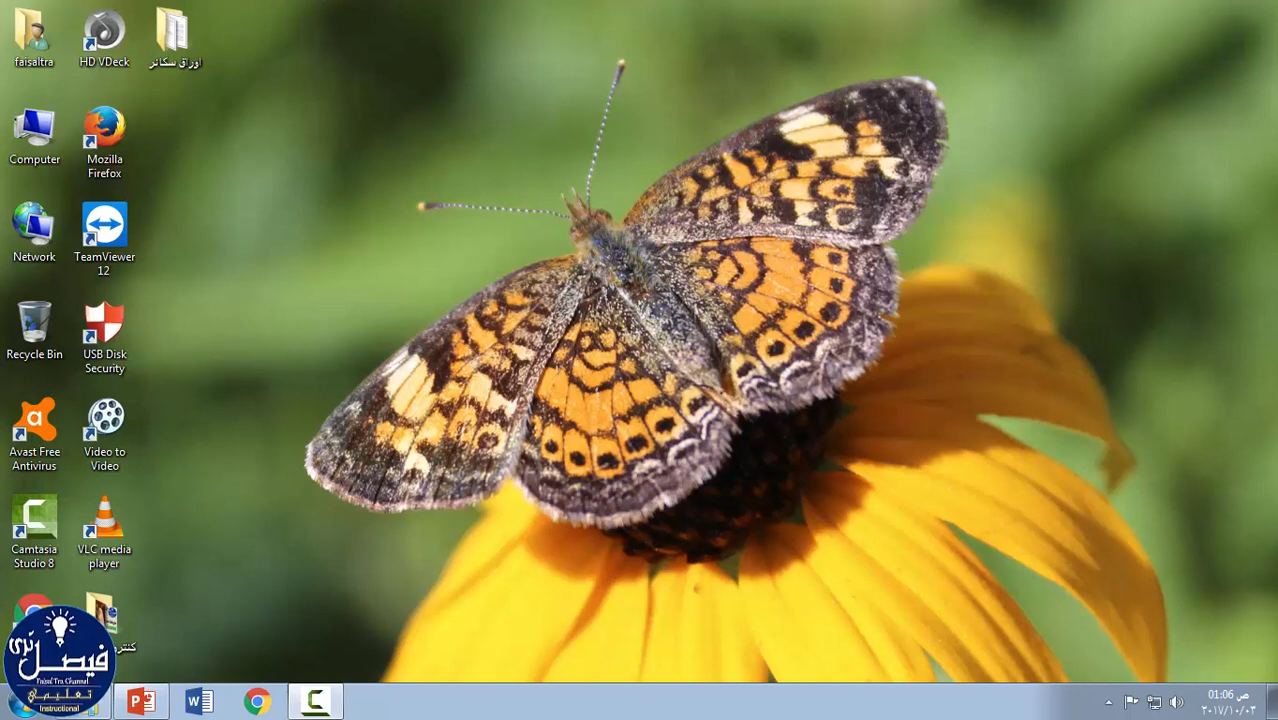 faisaltra
HD VDeck
اوراق سكانر
Computer
Mozilla
Firefox
Network
TeamViewer
12
Recycle Bin
USB Disk
Security
Avast Free
Antivirus
Video to
Video
Camtasia
Studio 8
VLC media
player
فيصل ترى
Faisal Tra Channel
تعليمي
Instructional
01:06 ص
٢٠١٧/١٠/٠٣